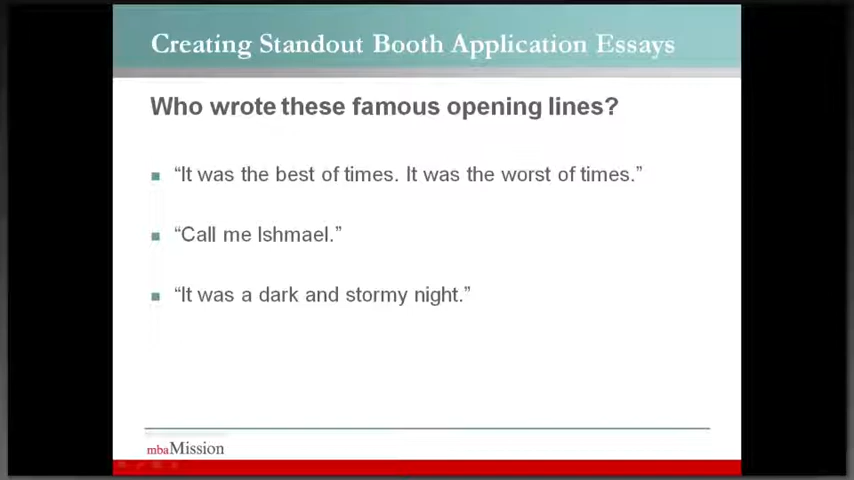 Creating Standout Booth Application Essays
Who wrote these famous opening lines?
“It was the best of times. It was the worst of times.”
“Call me Ishmael.”
“It was a dark and stormy night.”
mbaMission